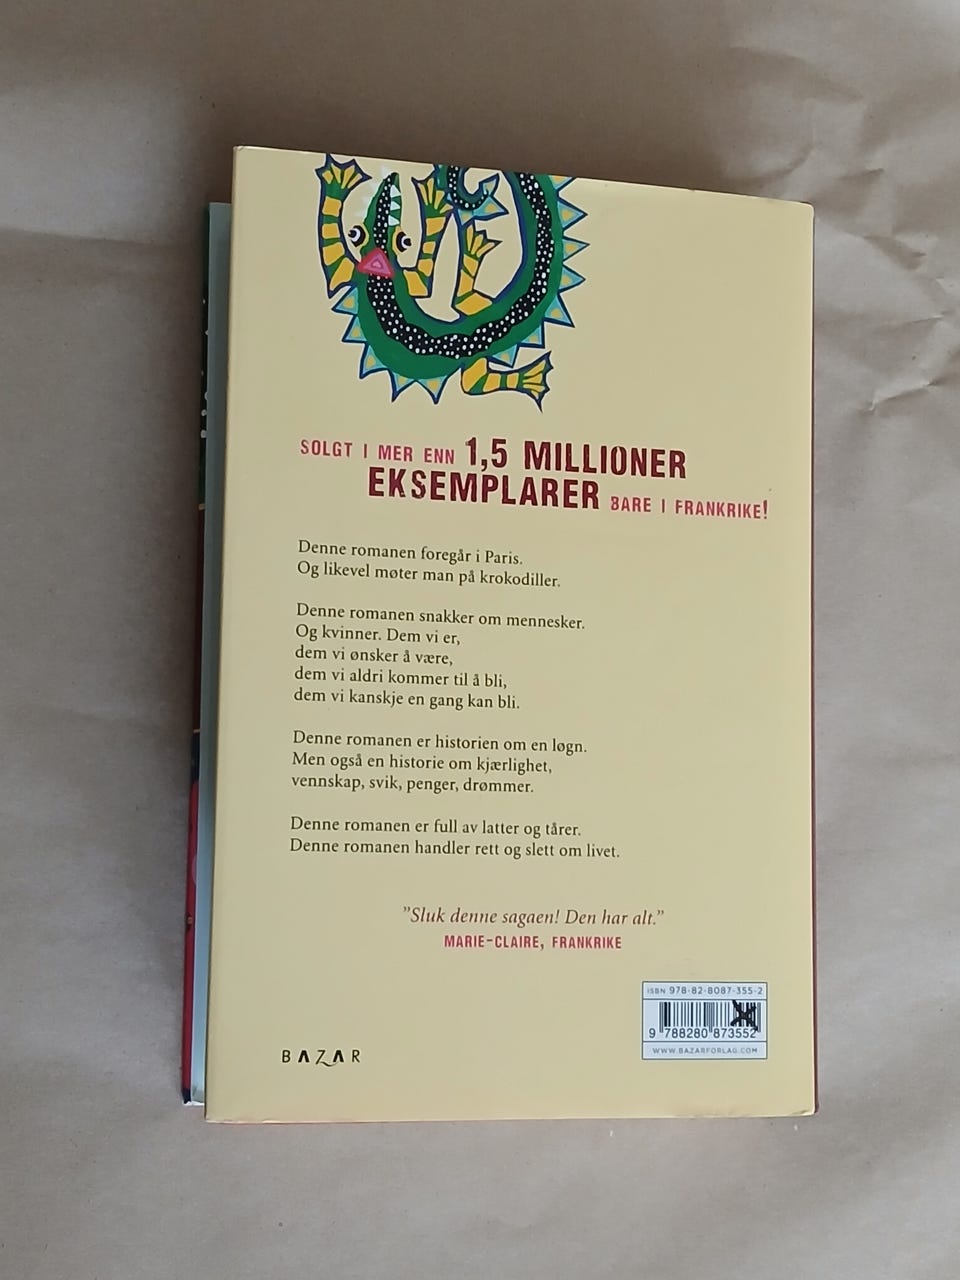 SOLGT I MER ENN 1,5 MILLIONER
EKSEMPLARER BARE I FRANKRIKE!
Denne romanen foregår i Paris.
Og likevel møter man på krokodiller.
Denne romanen snakker om mennesker.
Og kvinner. Dem vi er,
dem vi ønsker å være,
dem vi aldri kommer til å bli,
dem vi kanskje en gang kan bli.
Denne romanen er historien om en løgn.
Men også en historie om kjærlighet,
vennskap, svik, penger, drømmer.
Denne romanen er full av latter og tårer.
Denne romanen handler rett og slett om livet.
”Sluk denne sagaen! Den har alt.”
MARIE-CLAIRE, FRANKRIKE
ISBN 978-82-8087-355-2
9 788280 873552
WWW.BAZARFORLAG.COM
BAZAR